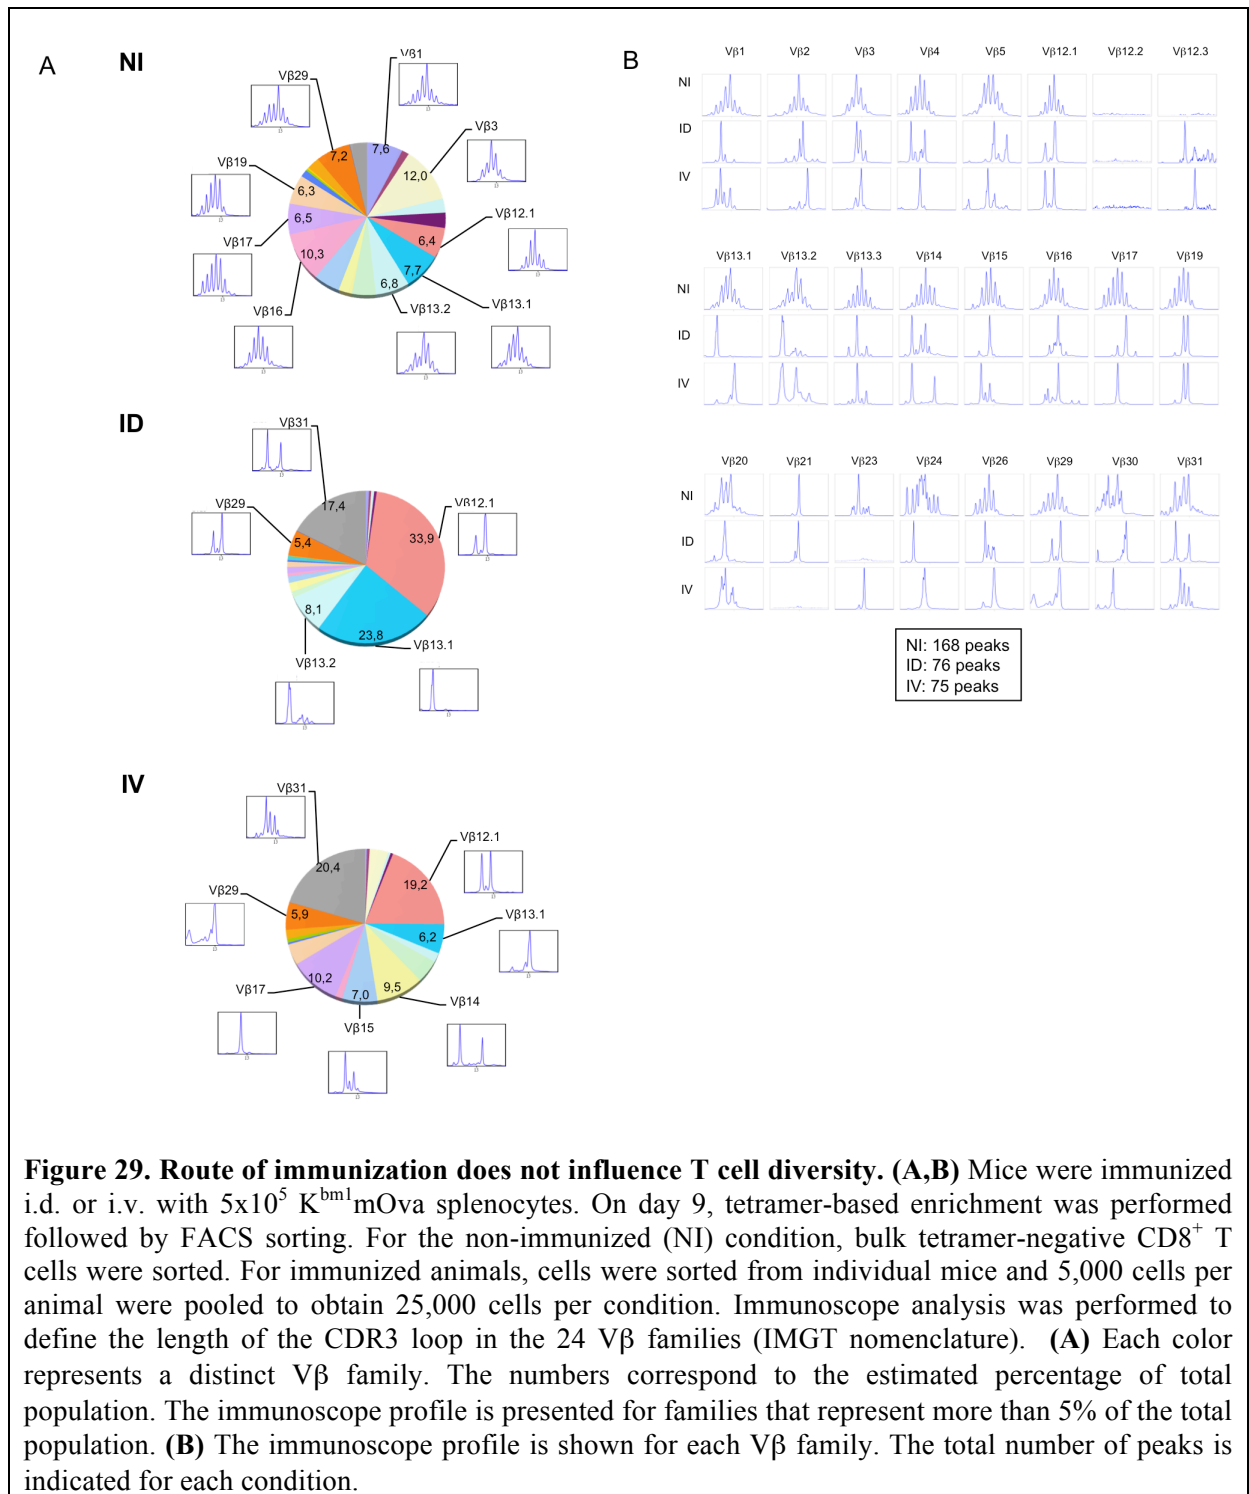 A
NI
Vβ1
Vβ29
Vβ3
7,2
7,6
12,0
Vβ19
6,3
Vβ12.1
6,5
6,4
Vβ17
10,3
7,7
6,8
Vβ13.1
Vβ16
Vβ13.2
ID
Vβ31
17,4
Vβ29
Vβ12.1
5,4
33,9
8,1
23,8
Vβ13.1
Vβ13.2
IV
Vβ31
Vβ12.1
20,4
19,2
Vβ29
5,9
Vβ13.1
6,2
10,2
9,5
7,0
Vβ17
Vβ14
Vβ15
B
Vβ1 Vβ2 Vβ3 Vβ4 Vβ5 Vβ12.1 Vβ12.2 Vβ12.3
NI
ID
IV
Vβ13.1 Vβ13.2 Vβ13.3 Vβ14 Vβ15 Vβ16 Vβ17 Vβ19
NI
ID
IV
Vβ20 Vβ21 Vβ23 Vβ24 Vβ26 Vβ29 Vβ30 Vβ31
NI
ID
IV
NI: 168 peaks
ID: 76 peaks
IV: 75 peaks
Figure 29. Route of immunization does not influence T cell diversity. (A,B) Mice were immunized
i.d. or i.v. with 5x10⁵ Kᵇᵐ¹mOva splenocytes. On day 9, tetramer-based enrichment was performed
followed by FACS sorting. For the non-immunized (NI) condition, bulk tetramer-negative CD8⁺ T
cells were sorted. For immunized animals, cells were sorted from individual mice and 5,000 cells per
animal were pooled to obtain 25,000 cells per condition. Immunoscope analysis was performed to
define the length of the CDR3 loop in the 24 Vβ families (IMGT nomenclature). (A) Each color
represents a distinct Vβ family. The numbers correspond to the estimated percentage of total
population. The immunoscope profile is presented for families that represent more than 5% of the total
population. (B) The immunoscope profile is shown for each Vβ family. The total number of peaks is
indicated for each condition.